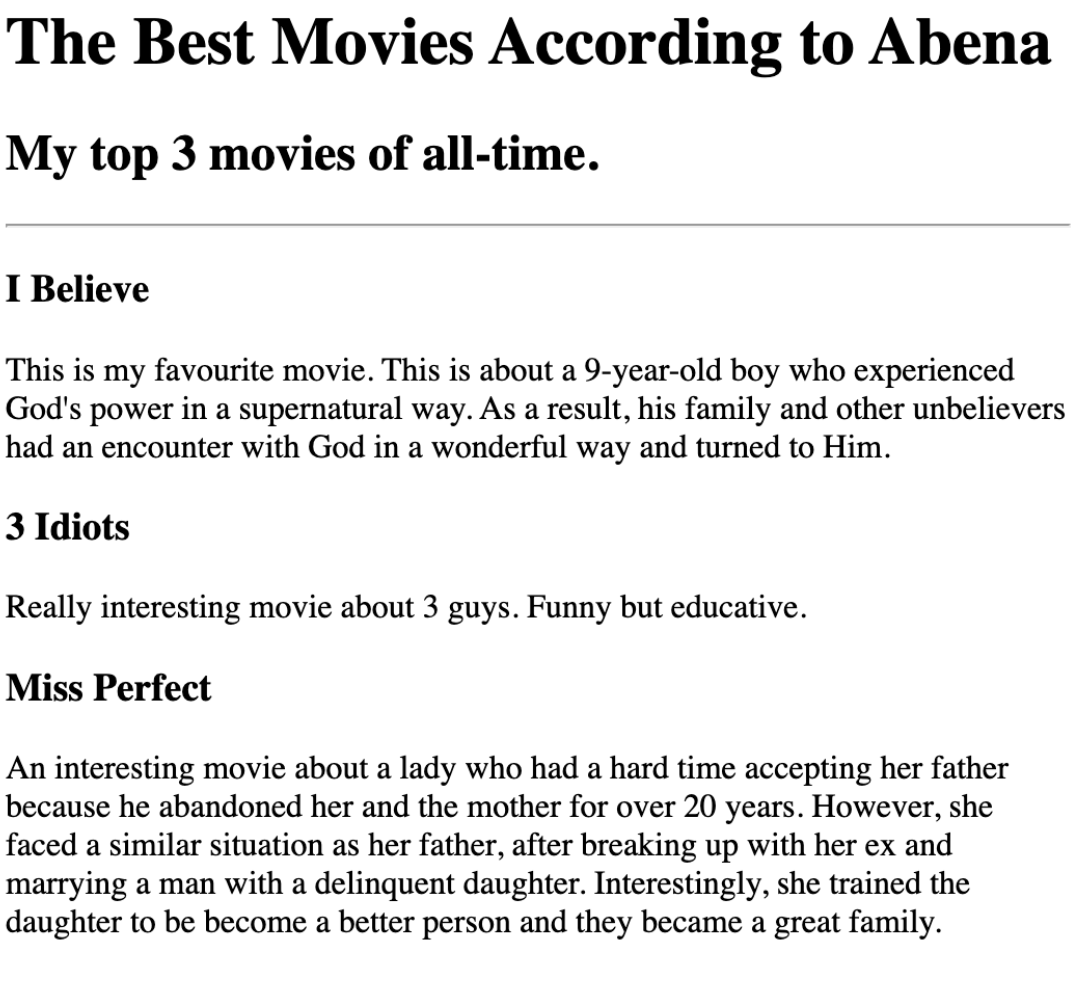 The Best Movies According to Abena
My top 3 movies of all-time.
I Believe
This is my favourite movie. This is about a 9-year-old boy who experienced
God's power in a supernatural way. As a result, his family and other unbelievers
had an encounter with God in a wonderful way and turned to Him.
3 Idiots
Really interesting movie about 3 guys. Funny but educative.
Miss Perfect
An interesting movie about a lady who had a hard time accepting her father
because he abandoned her and the mother for over 20 years. However, she
faced a similar situation as her father, after breaking up with her ex and
marrying a man with a delinquent daughter. Interestingly, she trained the
daughter to be become a better person and they became a great family.